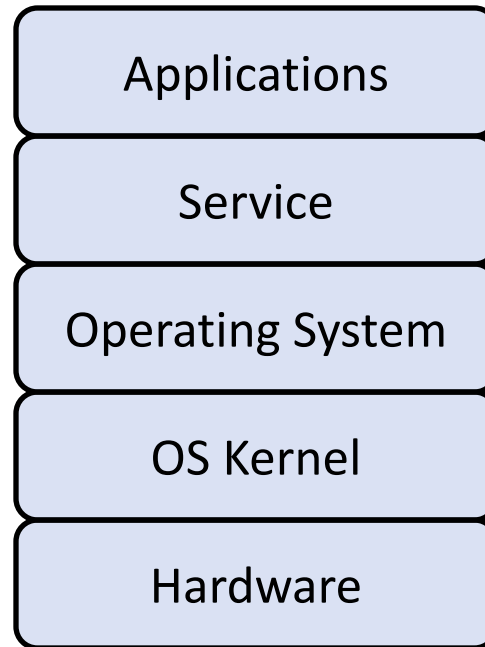 Applications
Service
Operating System
OS Kernel
Hardware